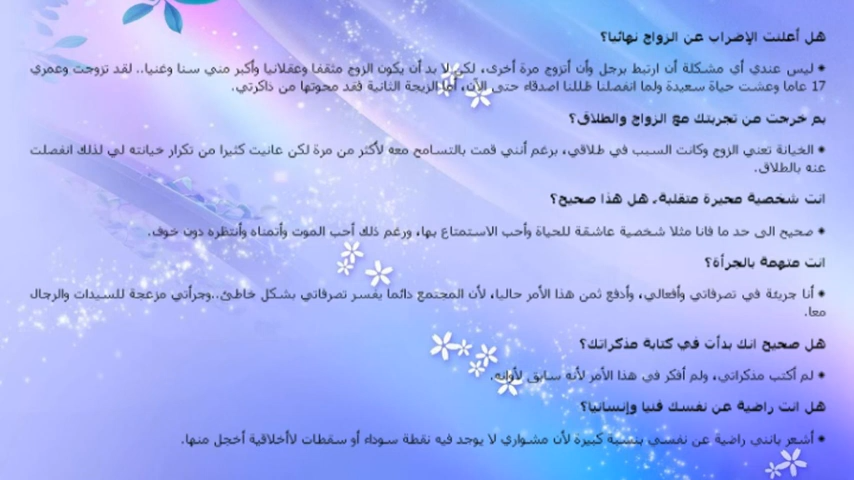 هل أعلنت الإضراب عن الزواج نهائيا؟
* ليس عندي أي مشكلة أن ارتبط برجل وأن أتزوج مرة أخرى، لكن لا بد أن يكون الزوج مثقفا وعقلانيا وأكبر مني سنا وغنيا.. لقد تزوجت وعمري
17 عاما وعشت حياة سعيدة ولما انفصلنا ظللنا اصدقاء حتى الآن، أما الزيجة الثانية فقد محوتها من ذاكرتي.
بم خرجت من تجربتك مع الزواج والطلاق؟
* الخيانة تعني الزوج وكانت السبب في طلاقي، برغم أنني قمت بالتسامح معه لأكثر من مرة لكن عانيت كثيرا من تكرار خيانته لي لذلك انفصلت
عنه بالطلاق.
انت شخصية محيرة متقلبة، هل هذا صحيح؟
* صحيح الى حد ما فانا مثلا شخصية عاشقة للحياة وأحب الاستمتاع بها، ورغم ذلك أحب الموت وأتمناه وأنتظره دون خوف.
انت متهمة بالجرأة؟
* أنا جريئة في تصرفاتي وأفعالي، وأدفع ثمن هذا الأمر حاليا، لأن المجتمع دائما يفسر تصرفاتي بشكل خاطئ..وجرأتي مزعجة للسيدات والرجال
معا.
هل صحيح انك بدأت في كتابة مذكراتك؟
* لم أكتب مذكراتي، ولم أفكر في هذا الأمر لأنه سابق لأوانه.
هل انت راضية عن نفسك فنيا وإنسانيا؟
* أشعر بانني راضية عن نفسي بنسبة كبيرة لأن مشواري لا يوجد فيه نقطة سوداء أو سقطات لاأخلاقية أخجل منها.